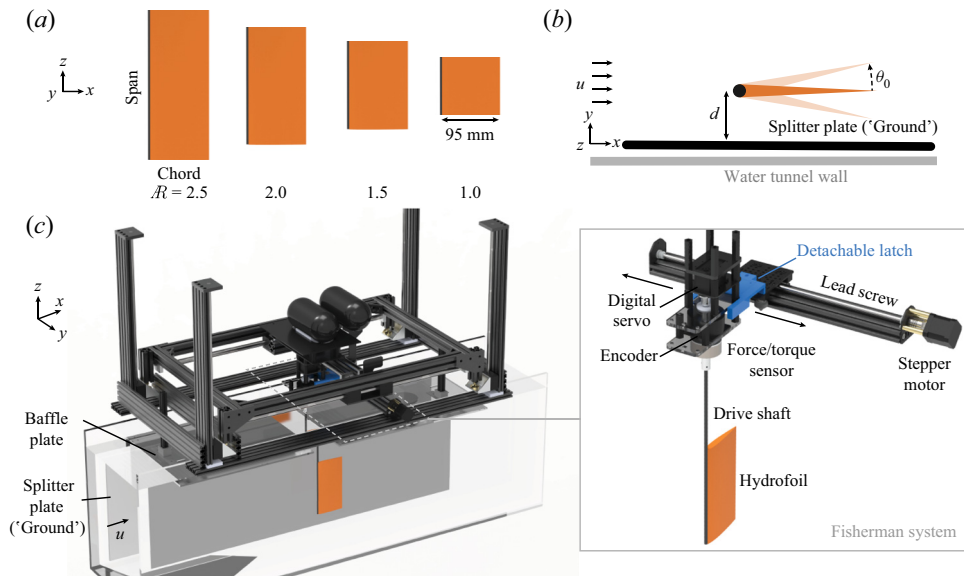 (a)
z
y
x
Span
95 mm
Chord
Æ = 2.5
2.0
1.5
1.0
(b)
u
θ0
d
y
z
x
Splitter plate (‘Ground’)
Water tunnel wall
(c)
z
x
y
Baffle
plate
Splitter
plate
(‘Ground’)
u
Detachable latch
Digital
servo
Lead screw
Encoder
Force/torque
sensor
Stepper
motor
Drive shaft
Hydrofoil
Fisherman system